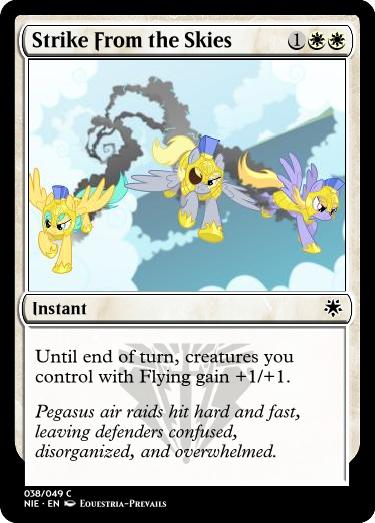 Strike From the Skies 1
Instant
Until end of turn, creatures you
control with Flying gain +1/+1.
Pegasus air raids hit hard and fast,
leaving defenders confused,
disorganized, and overwhelmed.
038/049 C
NIE · EN Equestria-Prevails